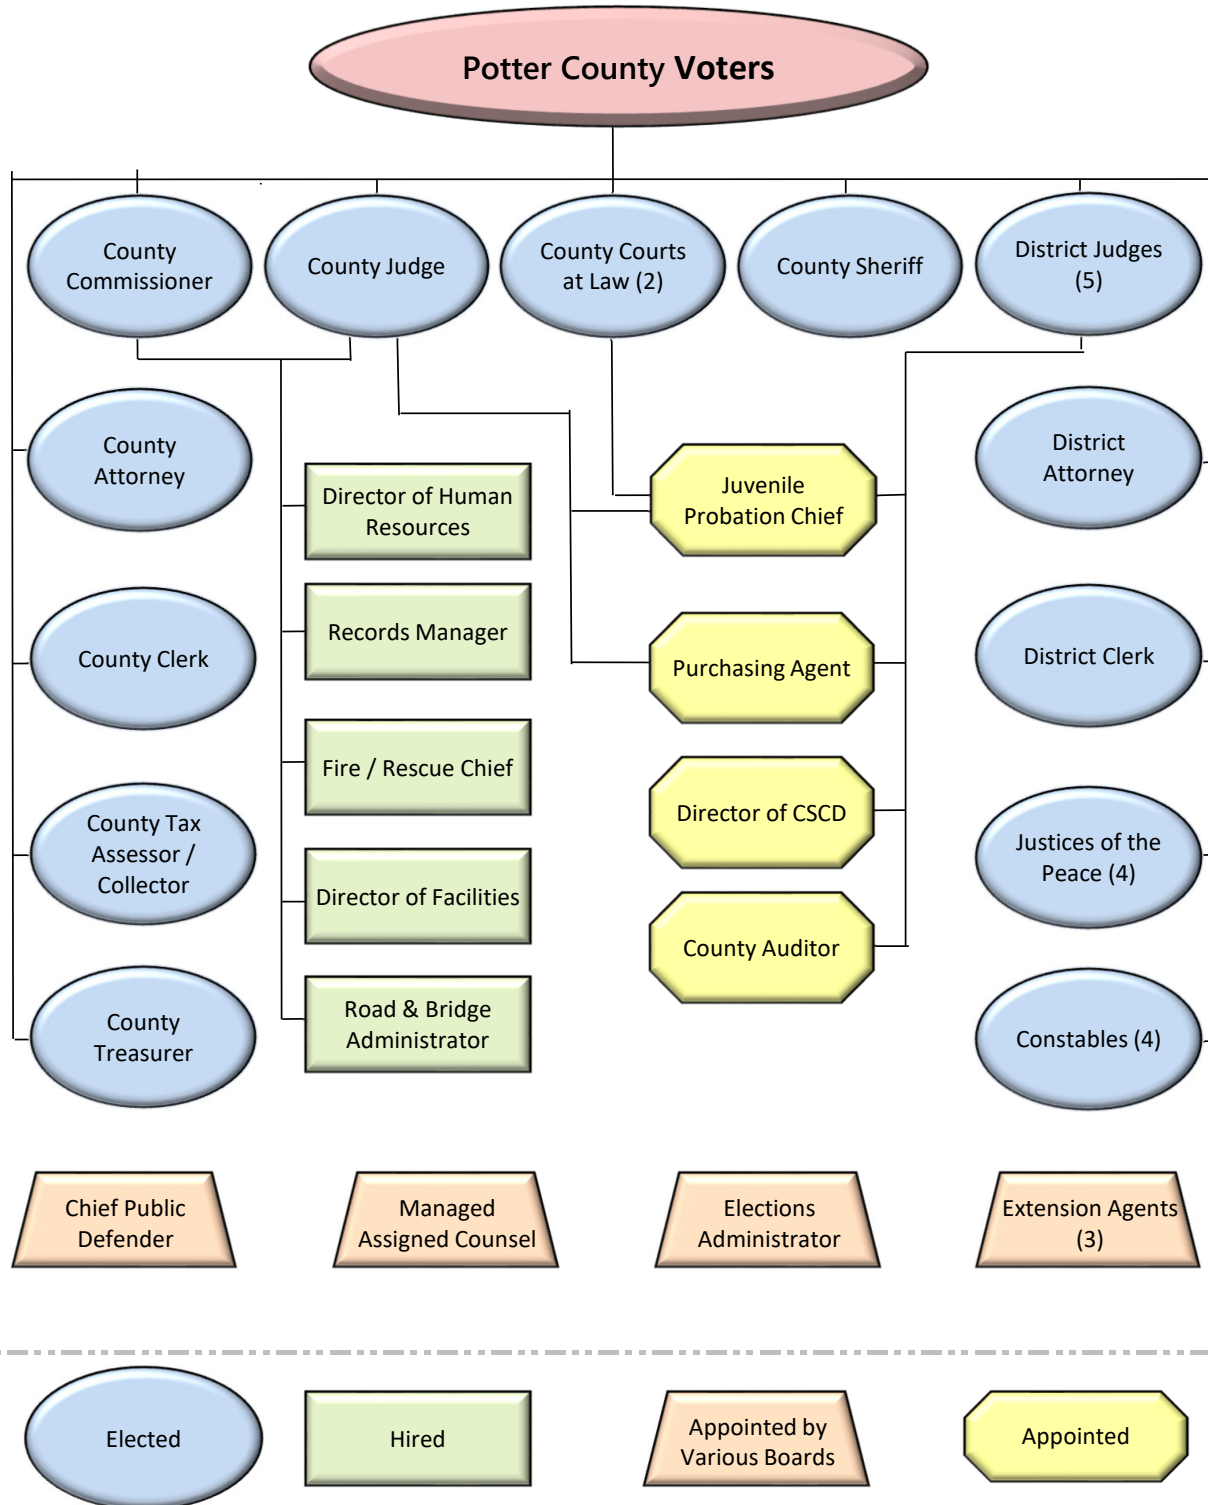 Potter County Voters
County
Commissioner
County Judge
County Courts
at Law (2)
County Sheriff
District Judges
(5)
County
Attorney
Director of Human
Resources
Juvenile
Probation Chief
District
Attorney
County Clerk
Records Manager
Purchasing Agent
District Clerk
County Tax
Assessor /
Collector
Fire / Rescue Chief
Director of CSCD
Justices of the
Peace (4)
Director of Facilities
County Auditor
County
Treasurer
Road & Bridge
Administrator
Constables (4)
Chief Public
Defender
Managed
Assigned Counsel
Elections
Administrator
Extension Agents
(3)
Elected
Hired
Appointed by
Various Boards
Appointed